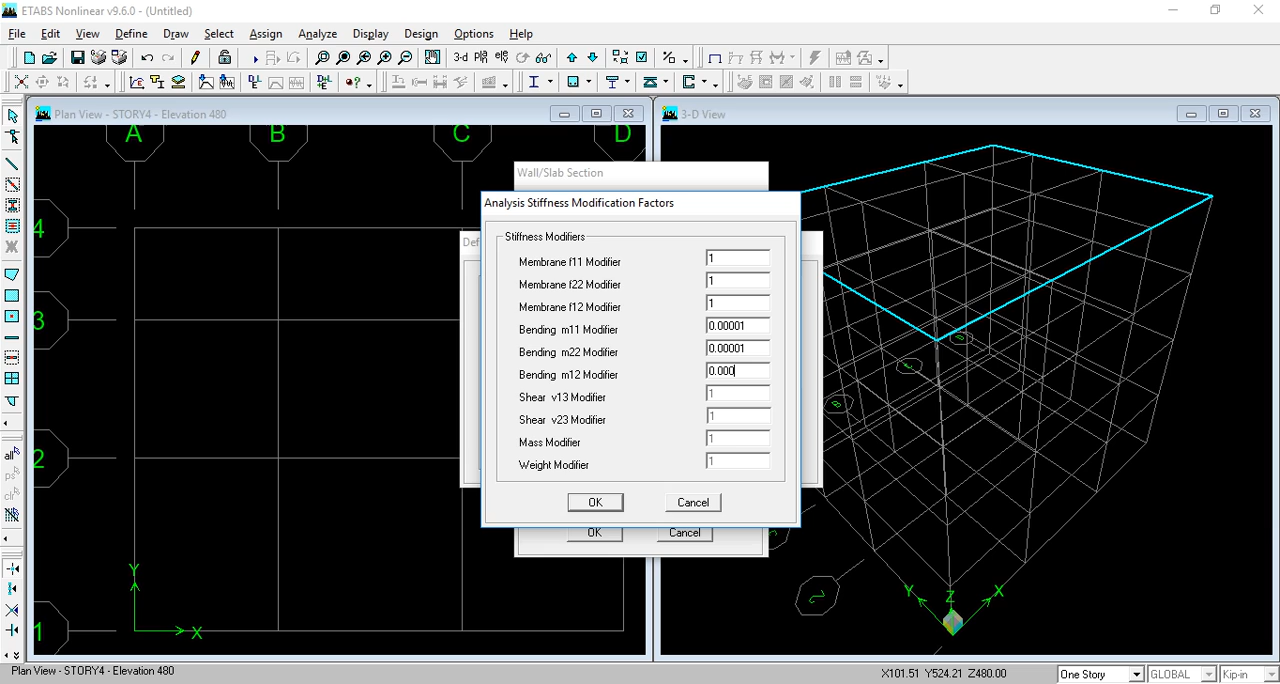 ETABS Nonlinear v9.6.0 - (Untitled)
File Edit View Define Draw Select Assign Analyze Display Design Options Help
3-d
Plan View - STORY4 - Elevation 480
3-D View
A B C D
4
3
2
1
Y
X
Wall/Slab Section
Def
Analysis Stiffness Modification Factors
Stiffness Modifiers
Membrane f11 Modifier 1
Membrane f22 Modifier 1
Membrane f12 Modifier 1
Bending m11 Modifier 0.00001
Bending m22 Modifier 0.00001
Bending m12 Modifier 0.000
Shear v13 Modifier 1
Shear v23 Modifier 1
Mass Modifier 1
Weight Modifier 1
OK Cancel
OK Cancel
Y Z X
all
ps
clr
Plan View - STORY4 - Elevation 480
X101.51 Y524.21 Z480.00
One Story
GLOBAL
Kip-in